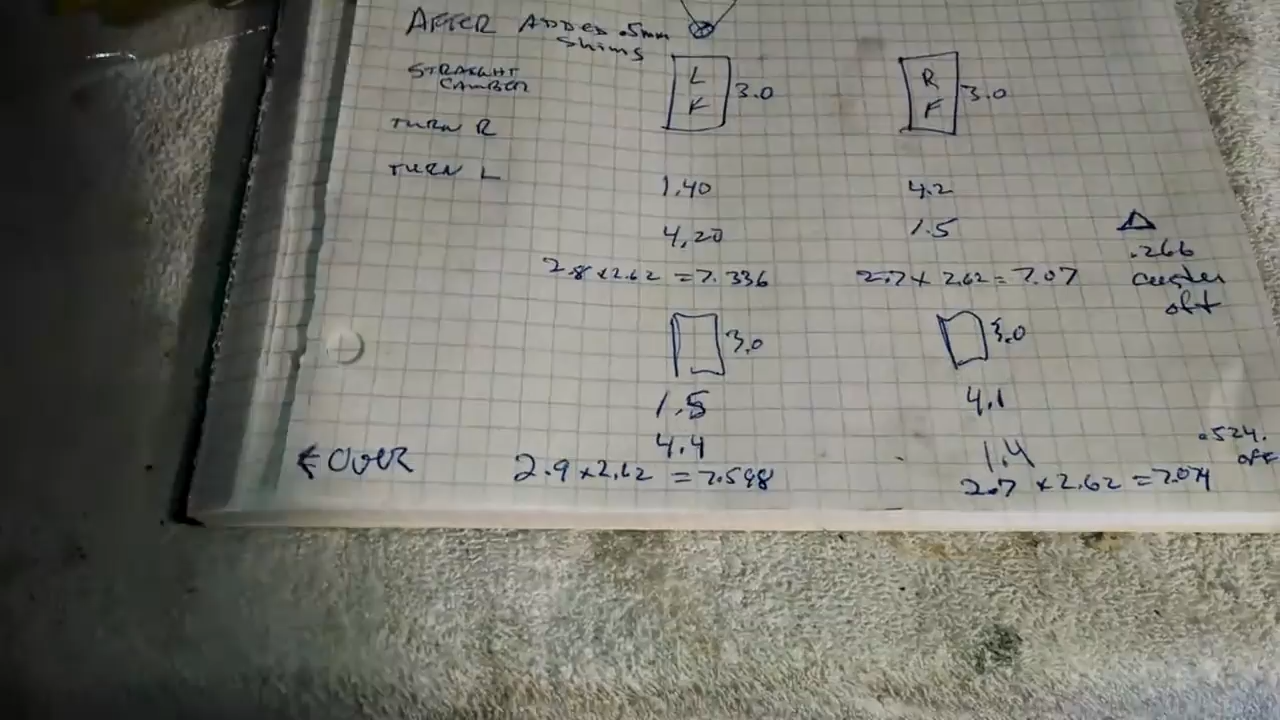 AFTER ADDED .5mm
Shims
STRAIGHT
CAMBER
L
F
3.0
R
F
3.0
TURN R
TURN L
1.40
4.2
4.20
1.5
Δ
.266
caster
off
2.8 x 2.62 = 7.336
2.7 x 2.62 = 7.07
3.0
3.0
1.5
4.1
4.4
1.4
.524.
off
← OVER
2.9 x 2.62 = 7.598
2.7 x 2.62 = 7.074